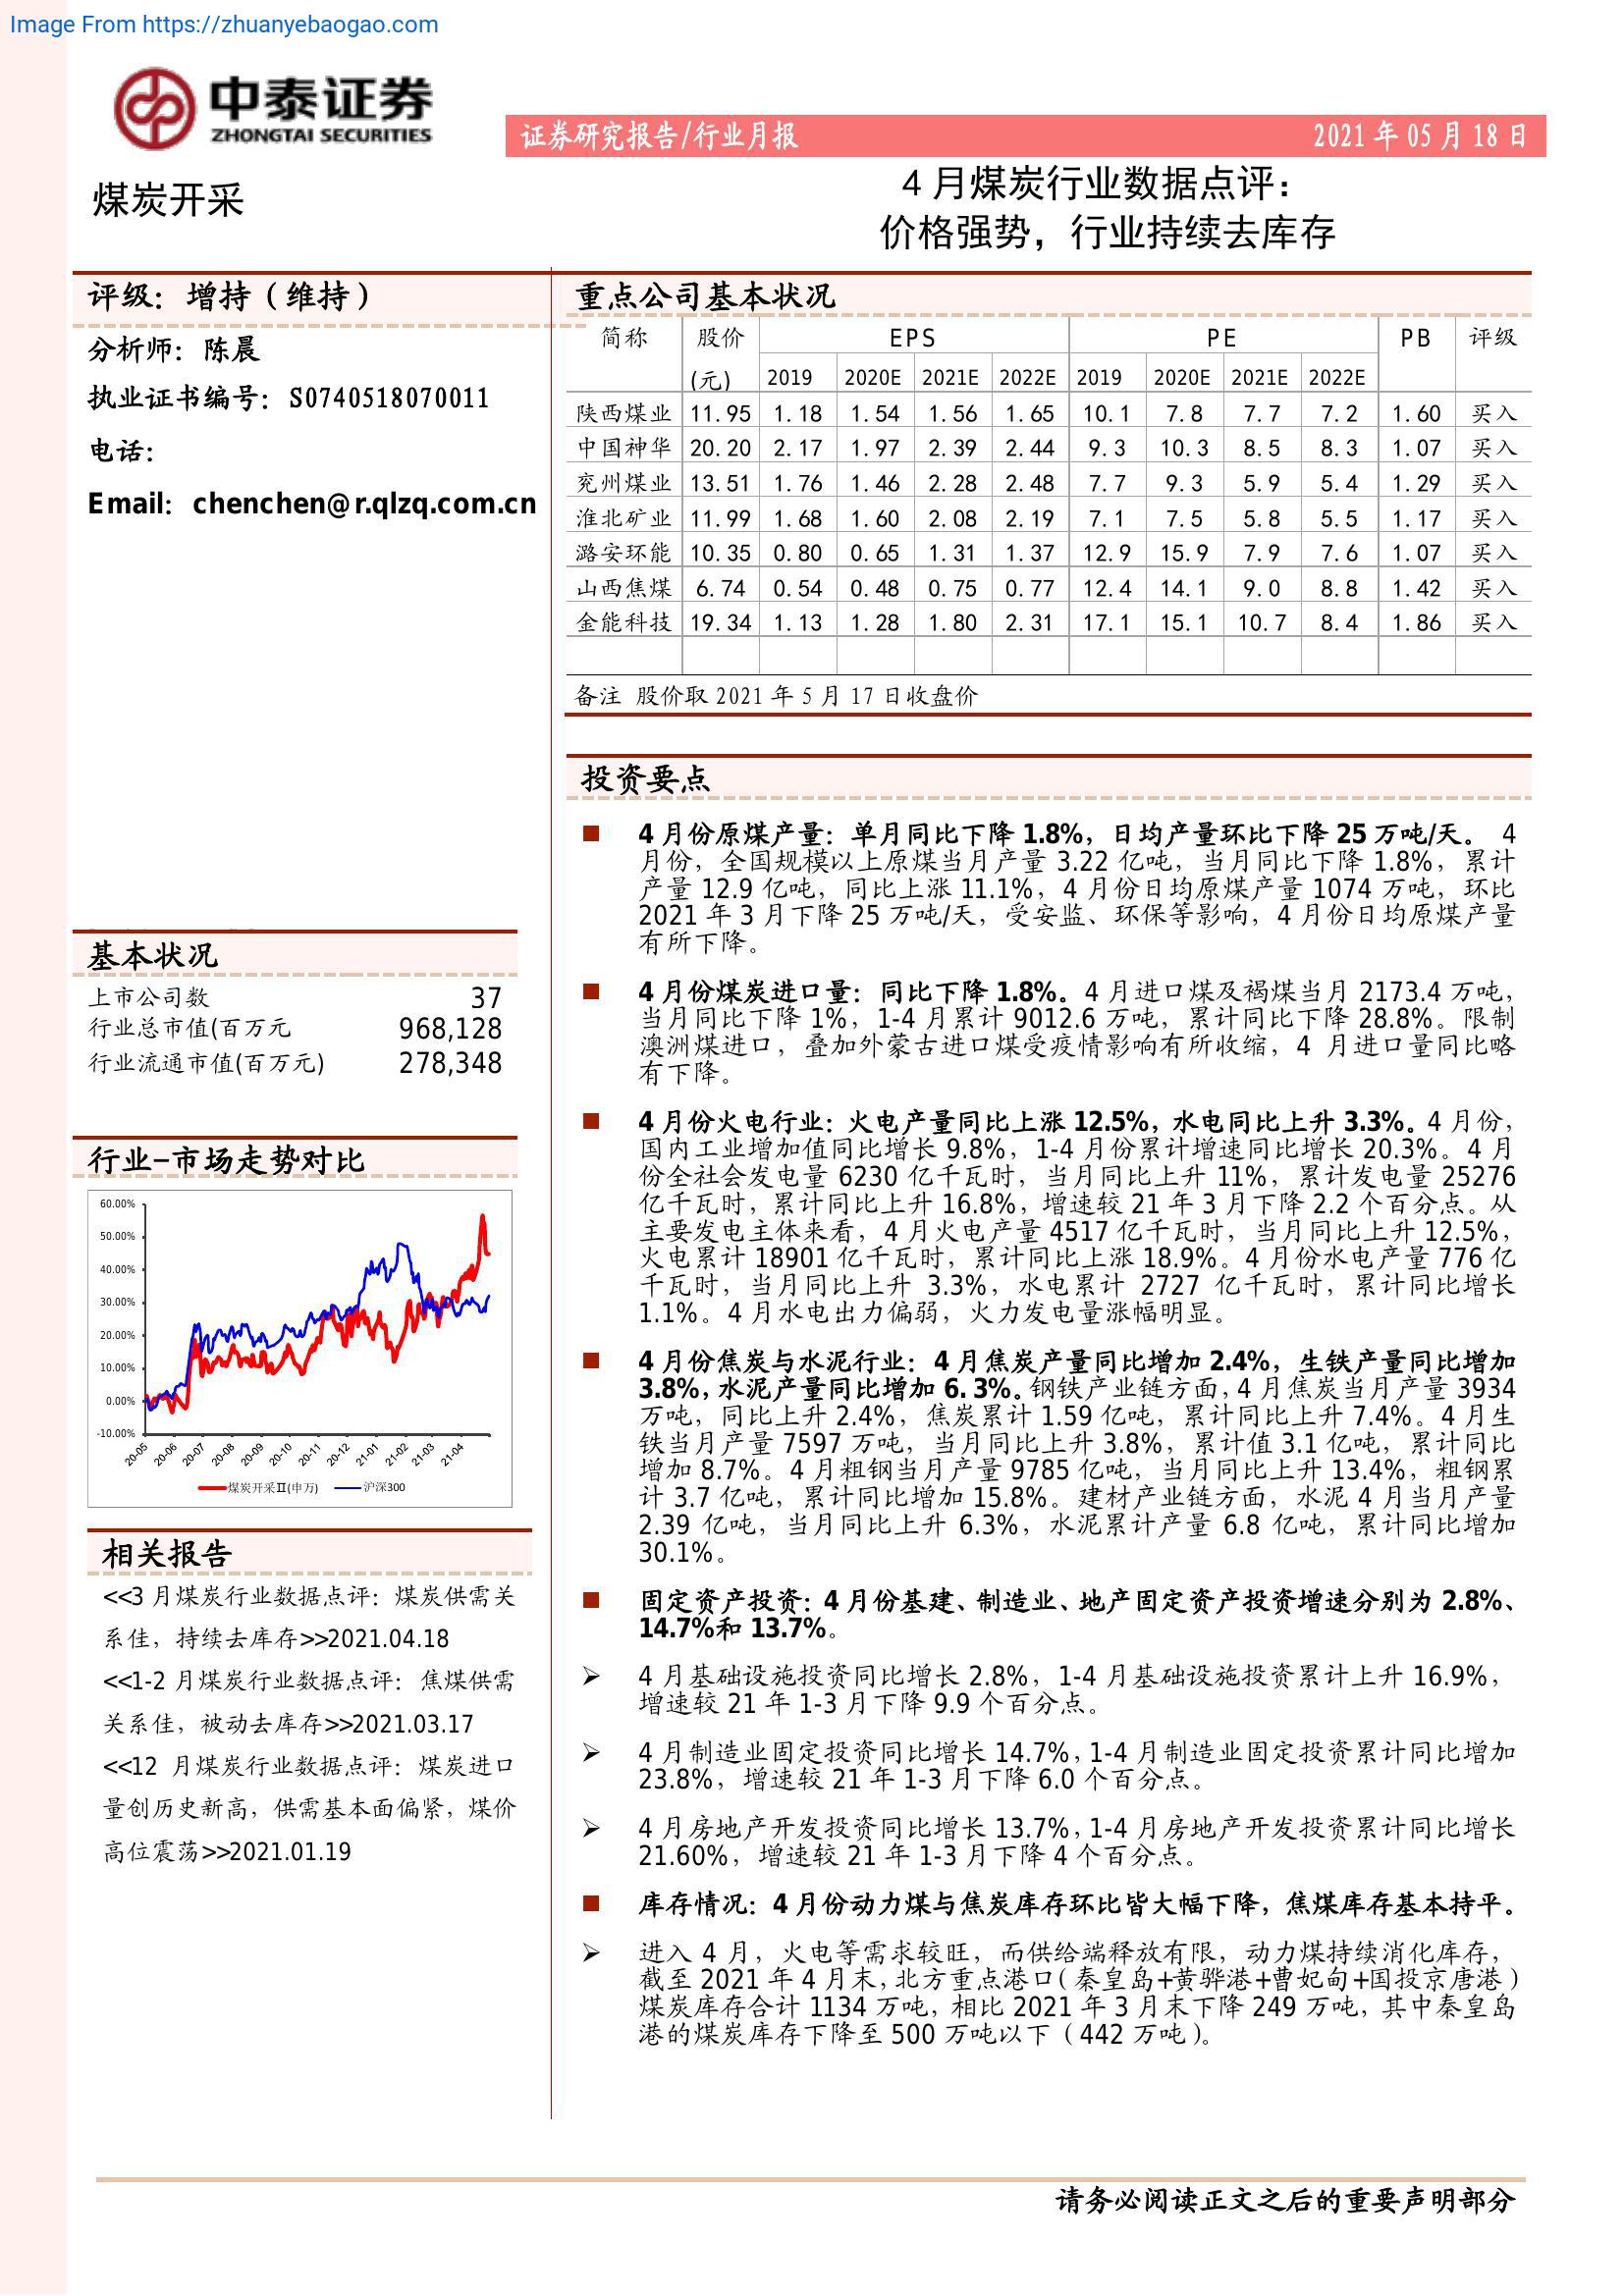 Image From https://zhuanyebaogao.com
中泰证券
ZHONGTAI SECURITIES
证券研究报告/行业月报 2021 年 05 月 18 日
煤炭开采
4 月煤炭行业数据点评:
价格强势，行业持续去库存
评级：增持（维持）
分析师：陈晨
执业证书编号：S0740518070011
电话：
Email：chenchen@r.qlzq.com.cn
基本状况
上市公司数 37
行业总市值(百万元 968,128
行业流通市值(百万元) 278,348
行业-市场走势对比
60.00%
50.00%
40.00%
30.00%
20.00%
10.00%
0.00%
-10.00%
20-05 20-06 20-07 20-08 20-09 20-10 20-11 20-12 21-01 21-02 21-03 21-04
煤炭开采Ⅱ(申万) 沪深300
相关报告
<<3 月煤炭行业数据点评：煤炭供需关
系佳，持续去库存>>2021.04.18
<<1-2 月煤炭行业数据点评：焦煤供需
关系佳，被动去库存>>2021.03.17
<<12 月煤炭行业数据点评：煤炭进口
量创历史新高，供需基本面偏紧，煤价
高位震荡>>2021.01.19
重点公司基本状况
简称 股价 EPS PE PB 评级
(元) 2019 2020E 2021E 2022E 2019 2020E 2021E 2022E
陕西煤业 11.95 1.18 1.54 1.56 1.65 10.1 7.8 7.7 7.2 1.60 买入
中国神华 20.20 2.17 1.97 2.39 2.44 9.3 10.3 8.5 8.3 1.07 买入
兖州煤业 13.51 1.76 1.46 2.28 2.48 7.7 9.3 5.9 5.4 1.29 买入
淮北矿业 11.99 1.68 1.60 2.08 2.19 7.1 7.5 5.8 5.5 1.17 买入
潞安环能 10.35 0.80 0.65 1.31 1.37 12.9 15.9 7.9 7.6 1.07 买入
山西焦煤 6.74 0.54 0.48 0.75 0.77 12.4 14.1 9.0 8.8 1.42 买入
金能科技 19.34 1.13 1.28 1.80 2.31 17.1 15.1 10.7 8.4 1.86 买入
备注 股价取 2021 年 5 月 17 日收盘价
投资要点
■ 4 月份原煤产量：单月同比下降 1.8%，日均产量环比下降 25 万吨/天。 4
月份，全国规模以上原煤当月产量 3.22 亿吨，当月同比下降 1.8%，累计
产量 12.9 亿吨，同比上涨 11.1%，4 月份日均原煤产量 1074 万吨，环比
2021 年 3 月下降 25 万吨/天，受安监、环保等影响，4 月份日均原煤产量
有所下降。
■ 4 月份煤炭进口量：同比下降 1.8%。4 月进口煤及褐煤当月 2173.4 万吨，
当月同比下降 1%，1-4 月累计 9012.6 万吨，累计同比下降 28.8%。限制
澳洲煤进口，叠加外蒙古进口煤受疫情影响有所收缩，4 月进口量同比略
有下降。
■ 4 月份火电行业：火电产量同比上涨 12.5%，水电同比上升 3.3%。4 月份，
国内工业增加值同比增长 9.8%，1-4 月份累计增速同比增长 20.3%。4 月
份全社会发电量 6230 亿千瓦时，当月同比上升 11%，累计发电量 25276
亿千瓦时，累计同比上升 16.8%，增速较 21 年 3 月下降 2.2 个百分点。从
主要发电主体来看，4 月火电产量 4517 亿千瓦时，当月同比上升 12.5%，
火电累计 18901 亿千瓦时，累计同比上涨 18.9%。4 月份水电产量 776 亿
千瓦时，当月同比上升 3.3%，水电累计 2727 亿千瓦时，累计同比增长
1.1%。4 月水电出力偏弱，火力发电量涨幅明显。
■ 4 月份焦炭与水泥行业：4 月焦炭产量同比增加 2.4%，生铁产量同比增加
3.8%，水泥产量同比增加 6.3%。钢铁产业链方面，4 月焦炭当月产量 3934
万吨，同比上升 2.4%，焦炭累计 1.59 亿吨，累计同比上升 7.4%。4 月生
铁当月产量 7597 万吨，当月同比上升 3.8%，累计值 3.1 亿吨，累计同比
增加 8.7%。4 月粗钢当月产量 9785 亿吨，当月同比上升 13.4%，粗钢累
计 3.7 亿吨，累计同比增加 15.8%。建材产业链方面，水泥 4 月当月产量
2.39 亿吨，当月同比上升 6.3%，水泥累计产量 6.8 亿吨，累计同比增加
30.1%。
■ 固定资产投资：4 月份基建、制造业、地产固定资产投资增速分别为 2.8%、
14.7%和 13.7%。
➢ 4 月基础设施投资同比增长 2.8%，1-4 月基础设施投资累计上升 16.9%，
增速较 21 年 1-3 月下降 9.9 个百分点。
➢ 4 月制造业固定投资同比增长 14.7%，1-4 月制造业固定投资累计同比增加
23.8%，增速较 21 年 1-3 月下降 6.0 个百分点。
➢ 4 月房地产开发投资同比增长 13.7%，1-4 月房地产开发投资累计同比增长
21.60%，增速较 21 年 1-3 月下降 4 个百分点。
■ 库存情况：4 月份动力煤与焦炭库存环比皆大幅下降，焦煤库存基本持平。
➢ 进入 4 月，火电等需求较旺，而供给端释放有限，动力煤持续消化库存，
截至 2021 年 4 月末，北方重点港口（秦皇岛+黄骅港+曹妃甸+国投京唐港）
煤炭库存合计 1134 万吨，相比 2021 年 3 月末下降 249 万吨，其中秦皇岛
港的煤炭库存下降至 500 万吨以下（442 万吨）。
请务必阅读正文之后的重要声明部分